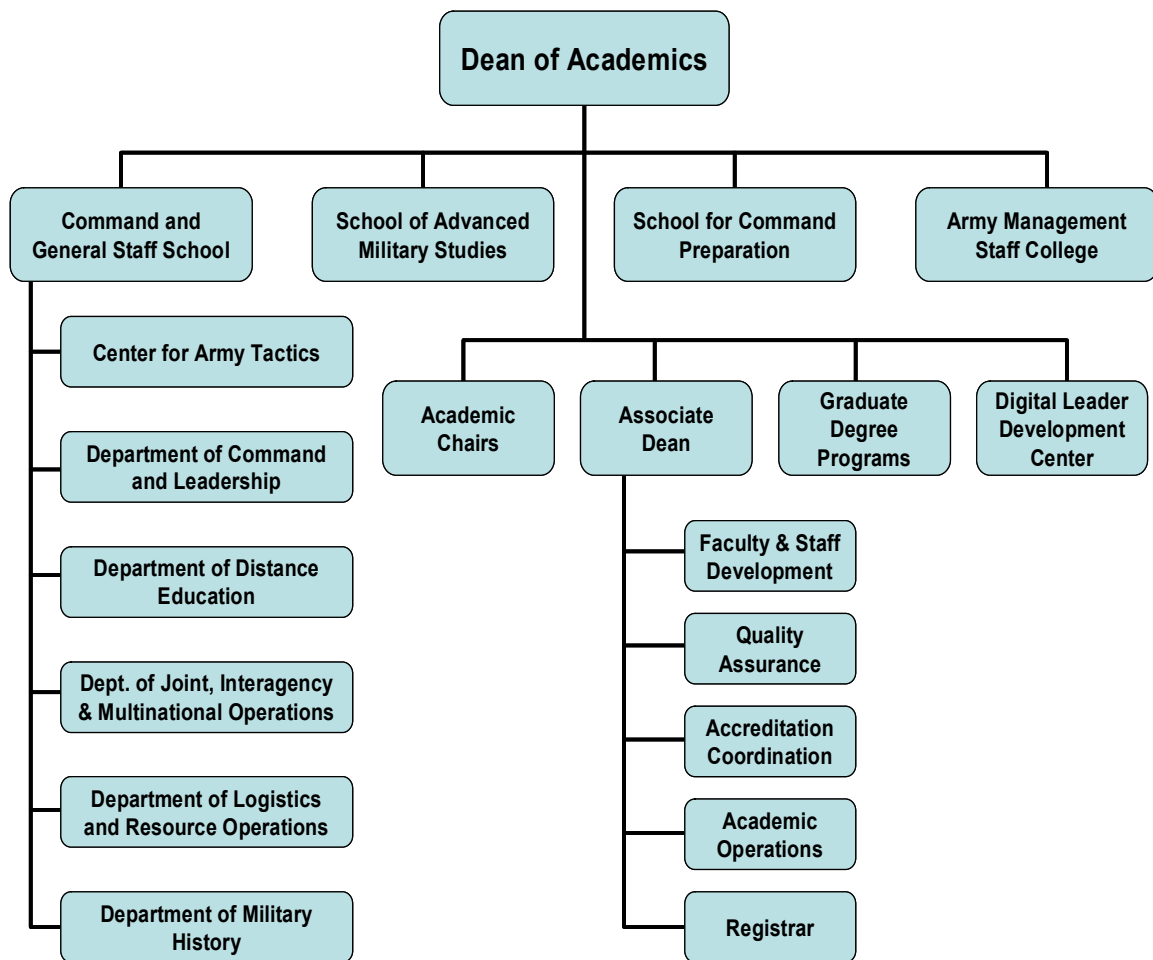 Dean of Academics
Command and
General Staff School
School of Advanced
Military Studies
School for Command
Preparation
Army Management
Staff College
Center for Army Tactics
Department of Command
and Leadership
Department of Distance
Education
Dept. of Joint, Interagency
& Multinational Operations
Department of Logistics
and Resource Operations
Department of Military
History
Academic
Chairs
Associate
Dean
Graduate
Degree
Programs
Digital Leader
Development
Center
Faculty & Staff
Development
Quality
Assurance
Accreditation
Coordination
Academic
Operations
Registrar